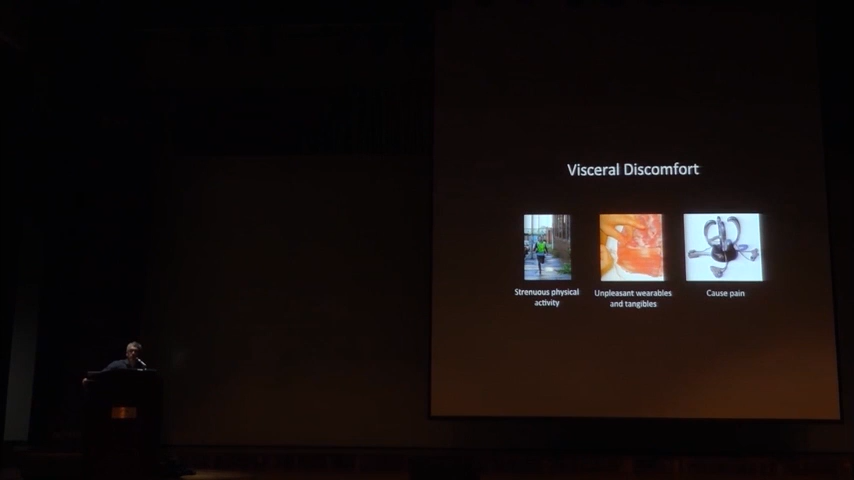 Visceral Discomfort
Strenuous physical
activity
Unpleasant wearables
and tangibles
Cause pain